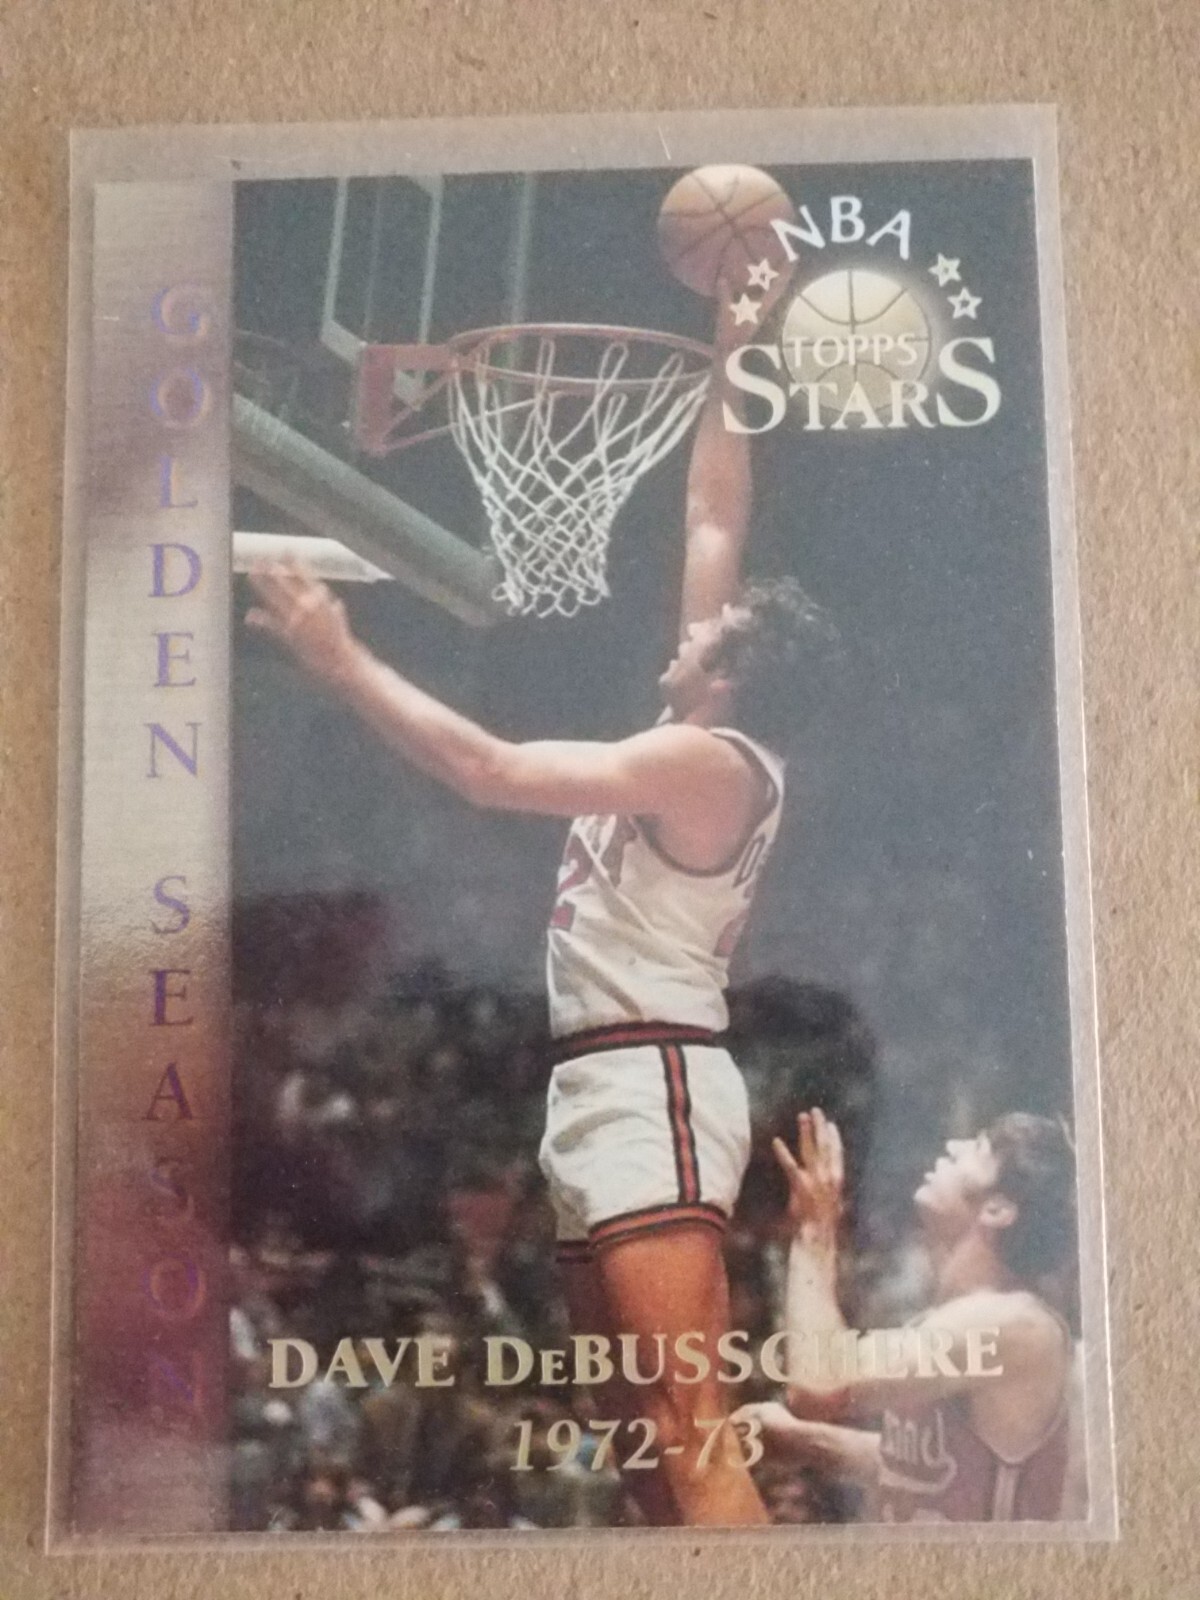 NBA
TOPPS
STARS
GOLDEN SEASON
DAVE DeBUSSCHERE
1972-73